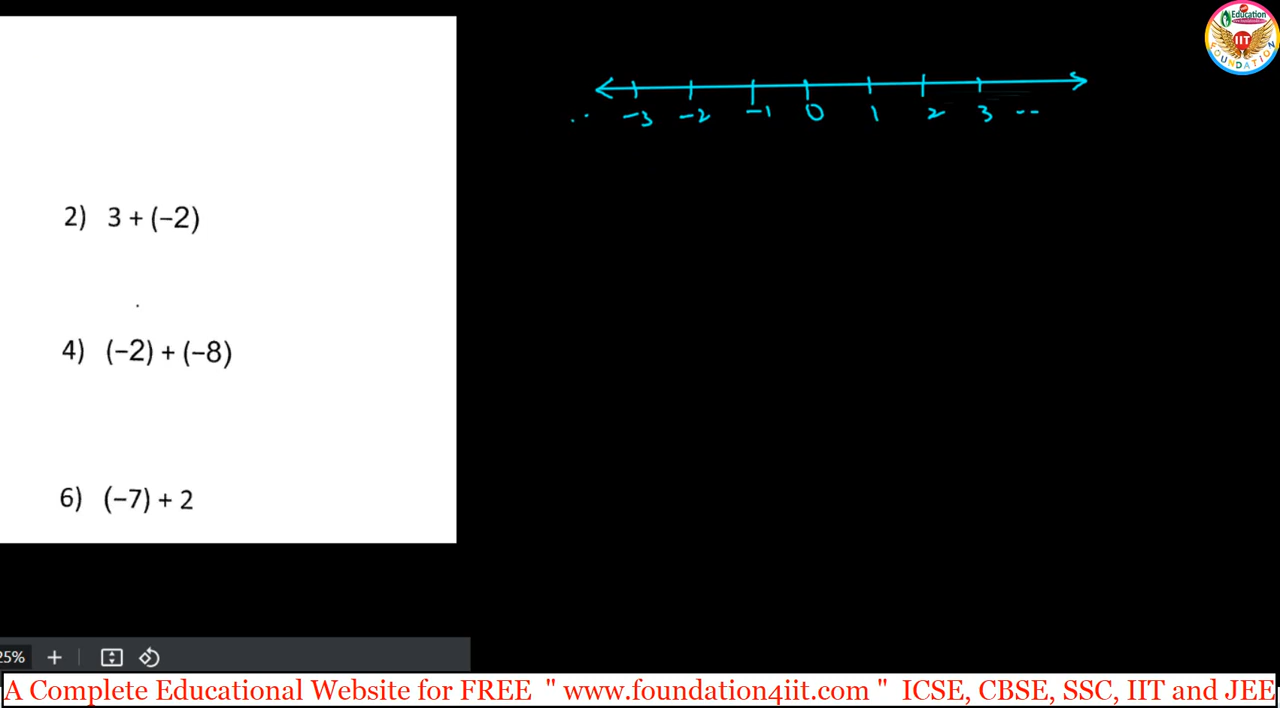 Education
IIT
FOUNDATION
.. -3 -2 -1 0 1 2 3 --
2) 3 + (−2)
4) (−2) + (−8)
6) (−7) + 2
25%
A Complete Educational Website for FREE " www.foundation4iit.com " ICSE, CBSE, SSC, IIT and JEE